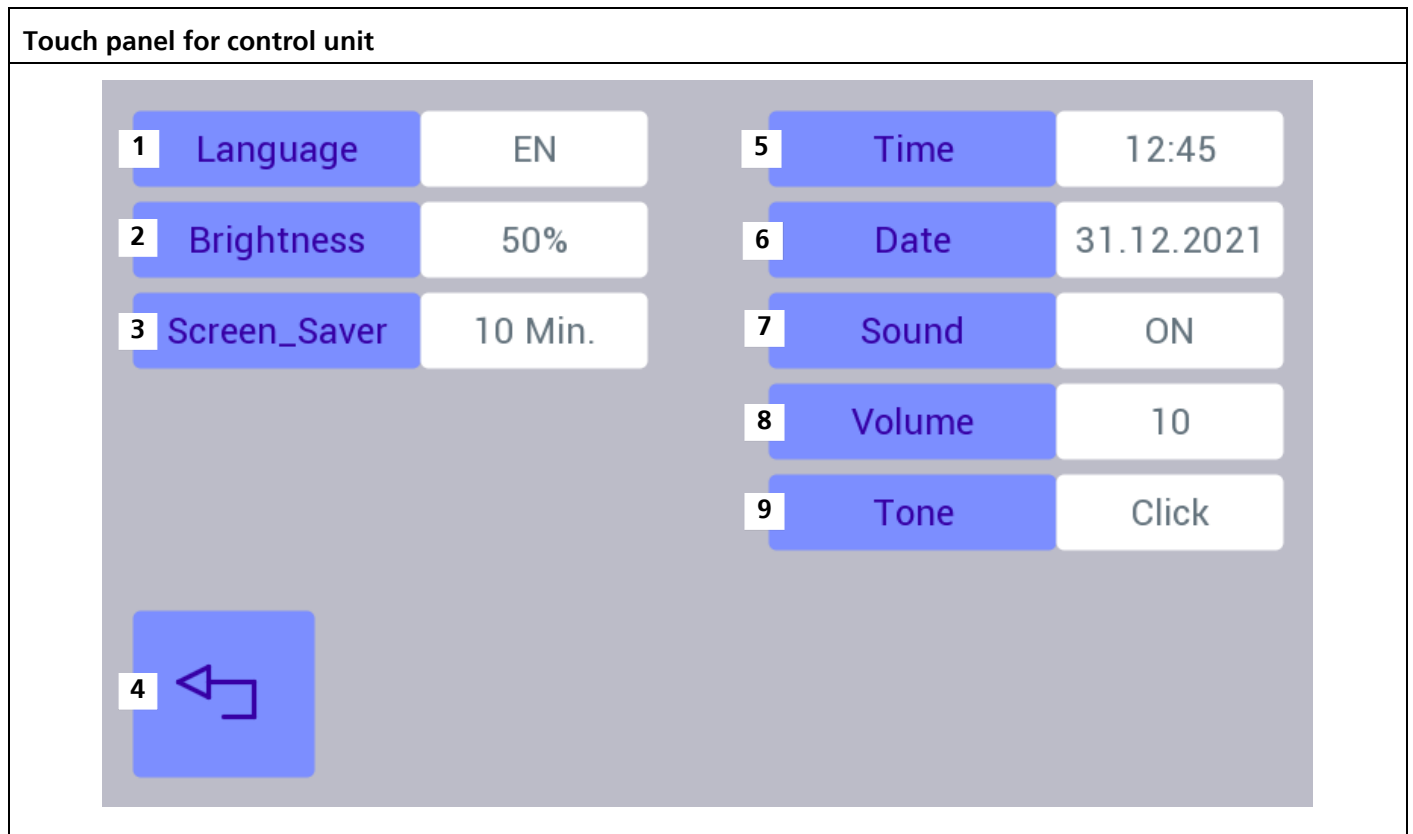 Touch panel for control unit
1 Language EN
2 Brightness 50%
3 Screen_Saver 10 Min.
4
5 Time 12:45
6 Date 31.12.2021
7 Sound ON
8 Volume 10
9 Tone Click